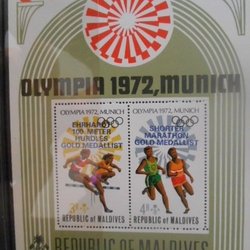 OLYMPIA 1972, MUNICH
OLYMPIA 1972, MUNICH
EHRHARDT
100 METER
HURDLES
GOLD MEDALLIST
REPUBLIC OF MALDIVES
OLYMPIA 1972, MUNICH
SHORTER
MARATHON
GOLD MEDALLIST
REPUBLIC OF MALDIVES
REPUBLIC OF MALDIVES